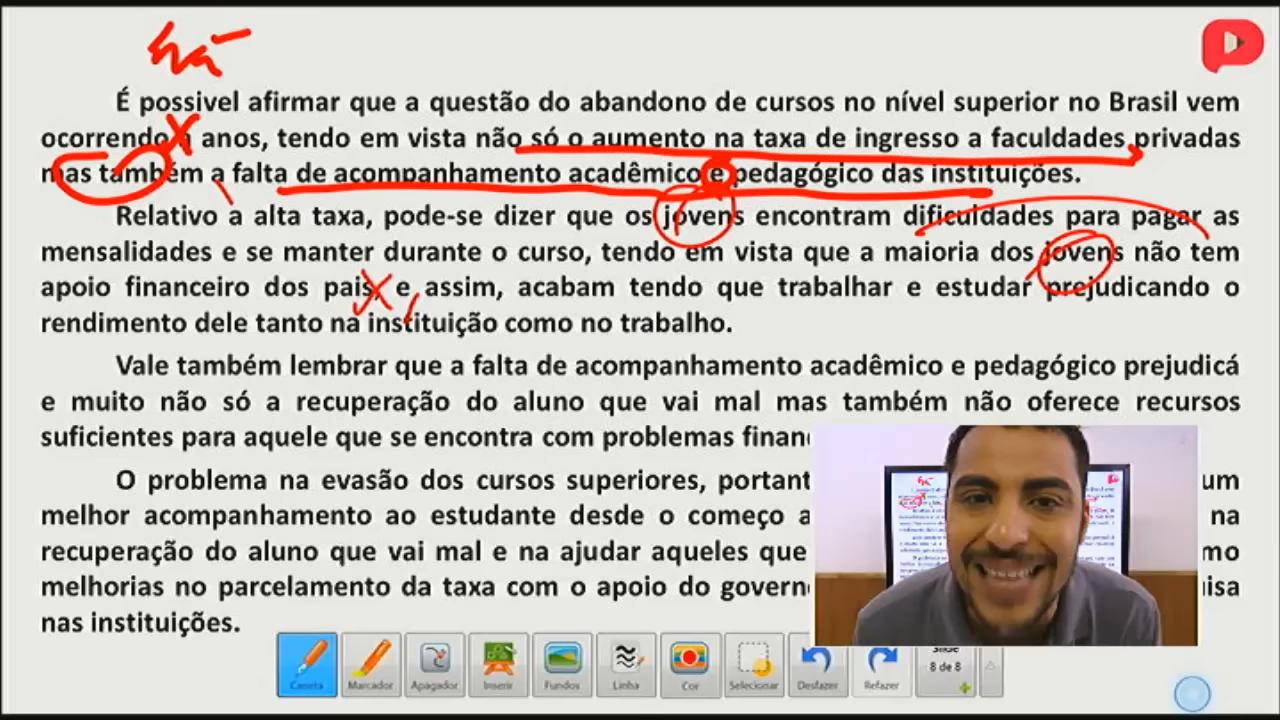 há
É possivel afirmar que a questão do abandono de cursos no nível superior no Brasil vem
ocorrendo a anos, tendo em vista não só o aumento na taxa de ingresso a faculdades privadas
mas também a falta de acompanhamento acadêmico e pedagógico das instituições.
Relativo a alta taxa, pode-se dizer que os jovens encontram dificuldades para pagar as
mensalidades e se manter durante o curso, tendo em vista que a maioria dos jovens não tem
apoio financeiro dos pais, e assim, acabam tendo que trabalhar e estudar prejudicando o
rendimento dele tanto na instituição como no trabalho.
Vale também lembrar que a falta de acompanhamento acadêmico e pedagógico prejudicá
e muito não só a recuperação do aluno que vai mal mas também não oferece recursos
suficientes para aquele que se encontra com problemas
O problema na evasão dos cursos superiores, um
melhor acompanhamento ao estudante desde o começo na
recuperação do aluno que vai mal e na ajudar aqueles que
melhorias no parcelamento da taxa com o apoio do
nas instituições.
Caneta Marcador Apagador Inserir Fundos Linha Cor Selecionar Desfazer Refazer
Slide
8 de 8